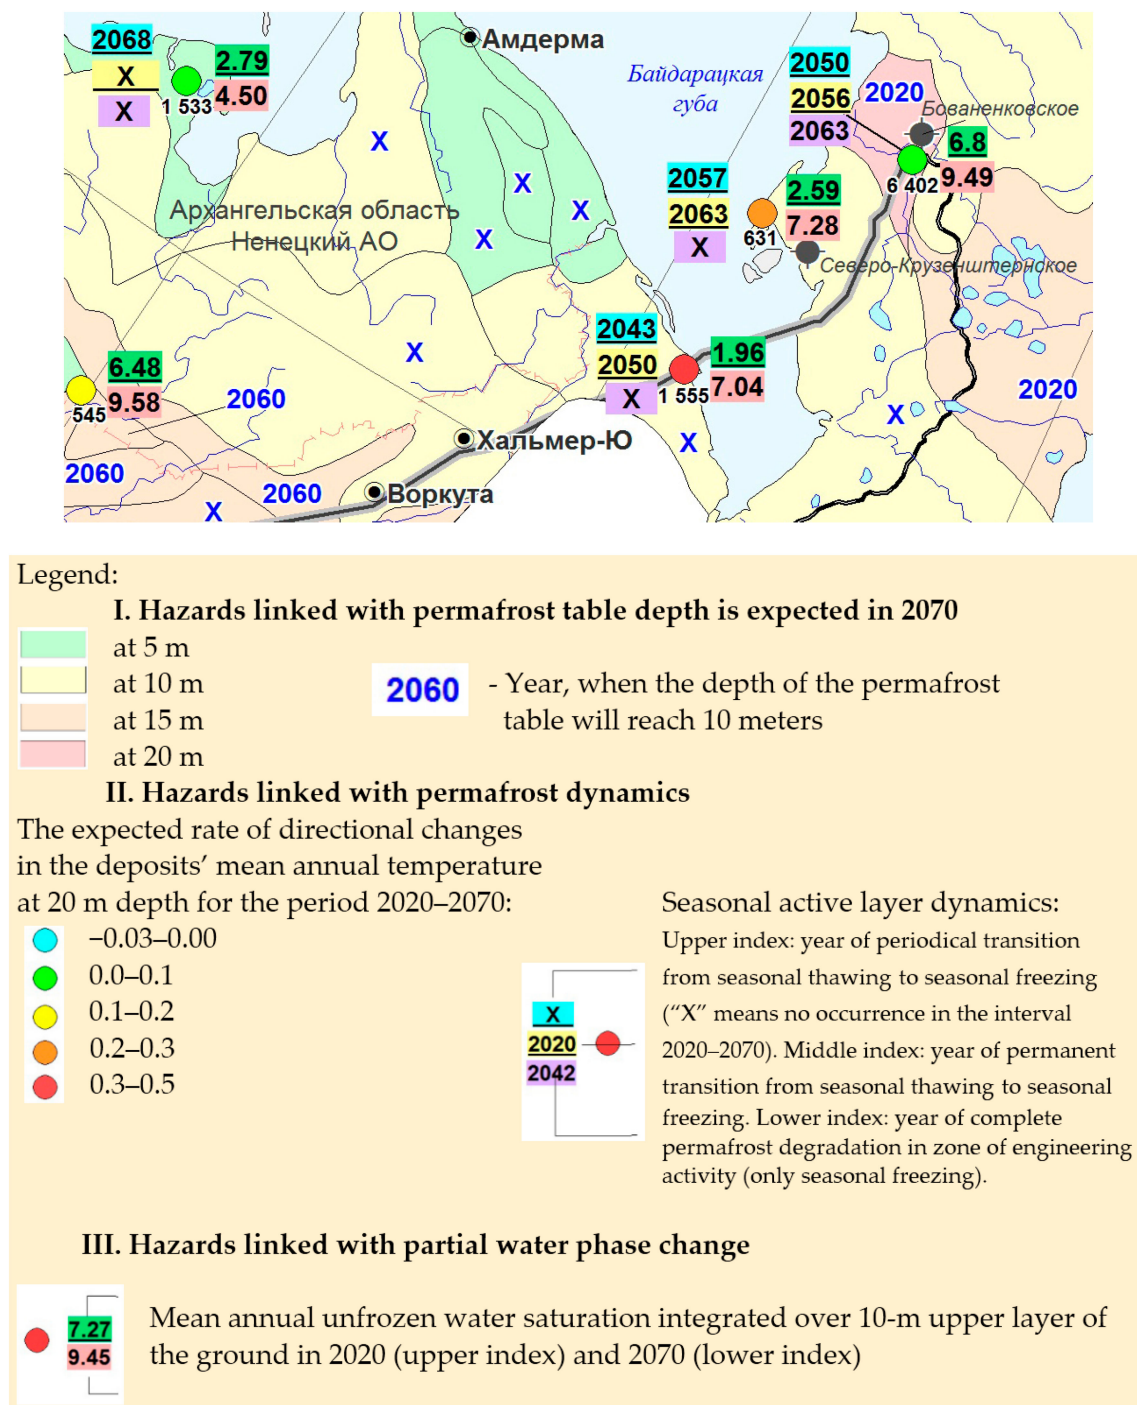 2068
X
X
1 533
2.79
4.50
Амдерма
Байдарацкая
губа
2050
2056
2063
2020
Бованенковское
6.8
9.49
6 402
X
X
X
X
Архангельская область
Ненецкий АО
2057
2063
X
631
2.59
7.28
Северо-Крузенштернское
2043
2050
X
1 555
1.96
7.04
X
6.48
9.58
545
2060
2020
X
Хальмер-Ю
X
2060
2060
Воркута
X
Legend:
I. Hazards linked with permafrost table depth is expected in 2070
at 5 m
at 10 m
at 15 m
at 20 m
2060
- Year, when the depth of the permafrost
table will reach 10 meters
II. Hazards linked with permafrost dynamics
The expected rate of directional changes
in the deposits’ mean annual temperature
at 20 m depth for the period 2020–2070:
−0.03–0.00
0.0–0.1
0.1–0.2
0.2–0.3
0.3–0.5
X
2020
2042
Seasonal active layer dynamics:
Upper index: year of periodical transition
from seasonal thawing to seasonal freezing
(“X” means no occurrence in the interval
2020–2070). Middle index: year of permanent
transition from seasonal thawing to seasonal
freezing. Lower index: year of complete
permafrost degradation in zone of engineering
activity (only seasonal freezing).
III. Hazards linked with partial water phase change
7.27
9.45
Mean annual unfrozen water saturation integrated over 10-m upper layer of
the ground in 2020 (upper index) and 2070 (lower index)